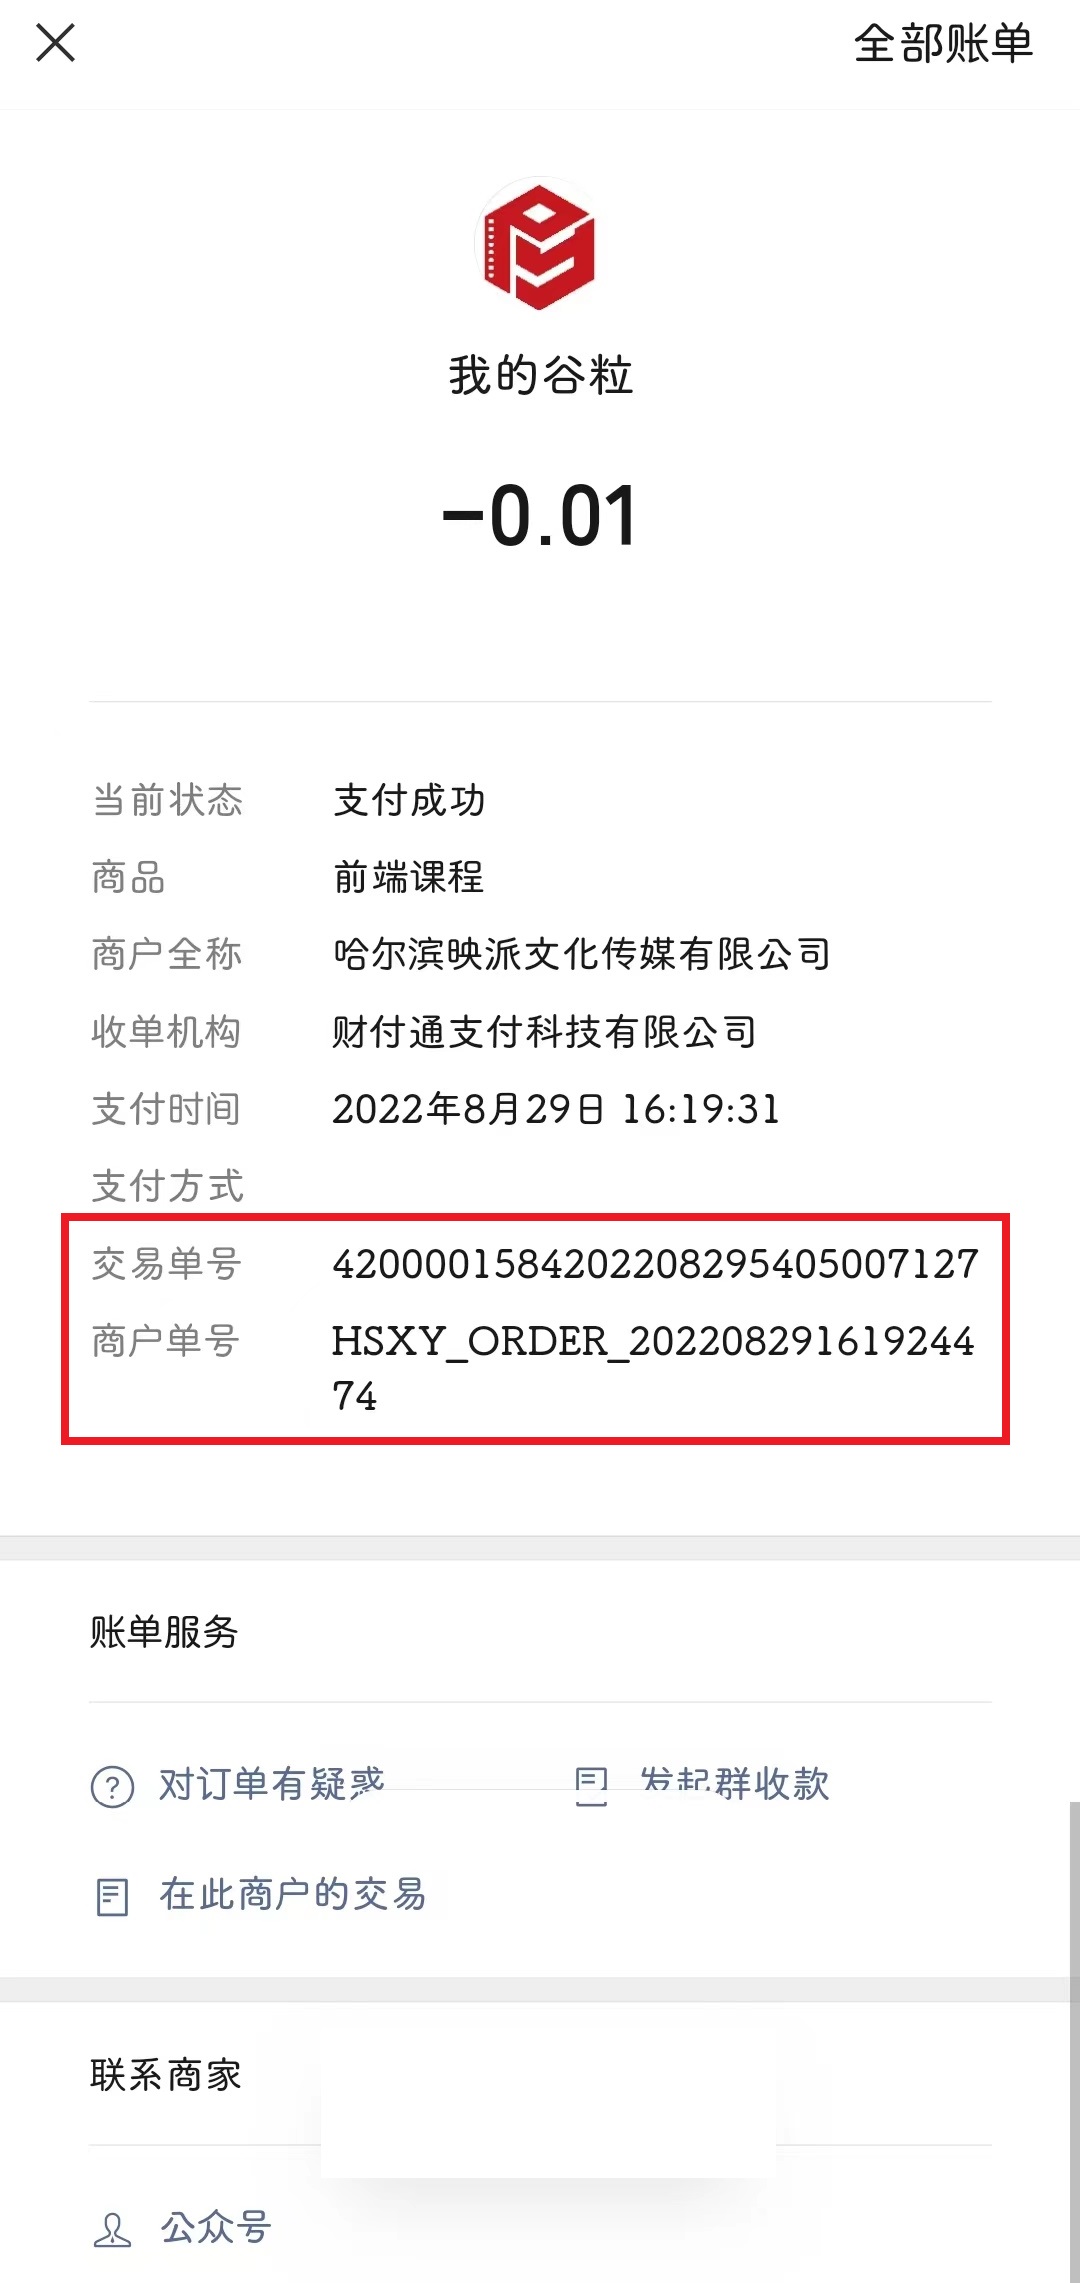 全部账单
我的谷粒
-0.01
当前状态 支付成功
商品 前端课程
商户全称 哈尔滨映派文化传媒有限公司
收单机构 财付通支付科技有限公司
支付时间 2022年8月29日 16:19:31
支付方式
交易单号 4200001584202208295405007127
商户单号 HSXY_ORDER_202208291619244
74
账单服务
对订单有疑惑 发起群收款
在此商户的交易
联系商家
公众号